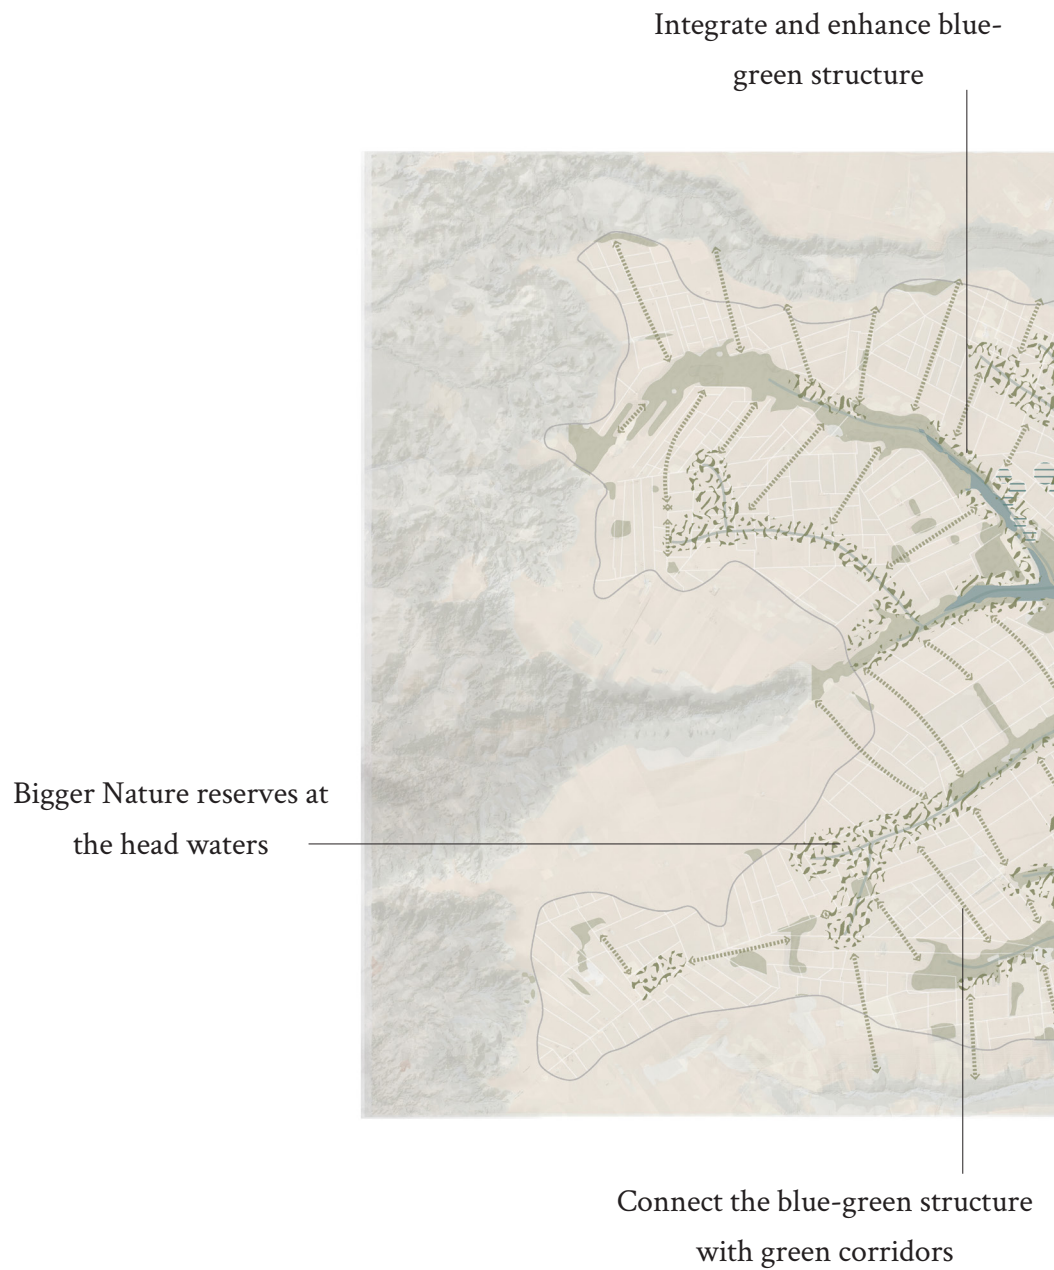 Integrate and enhance blue-
green structure
Bigger Nature reserves at
the head waters
Connect the blue-green structure
with green corridors